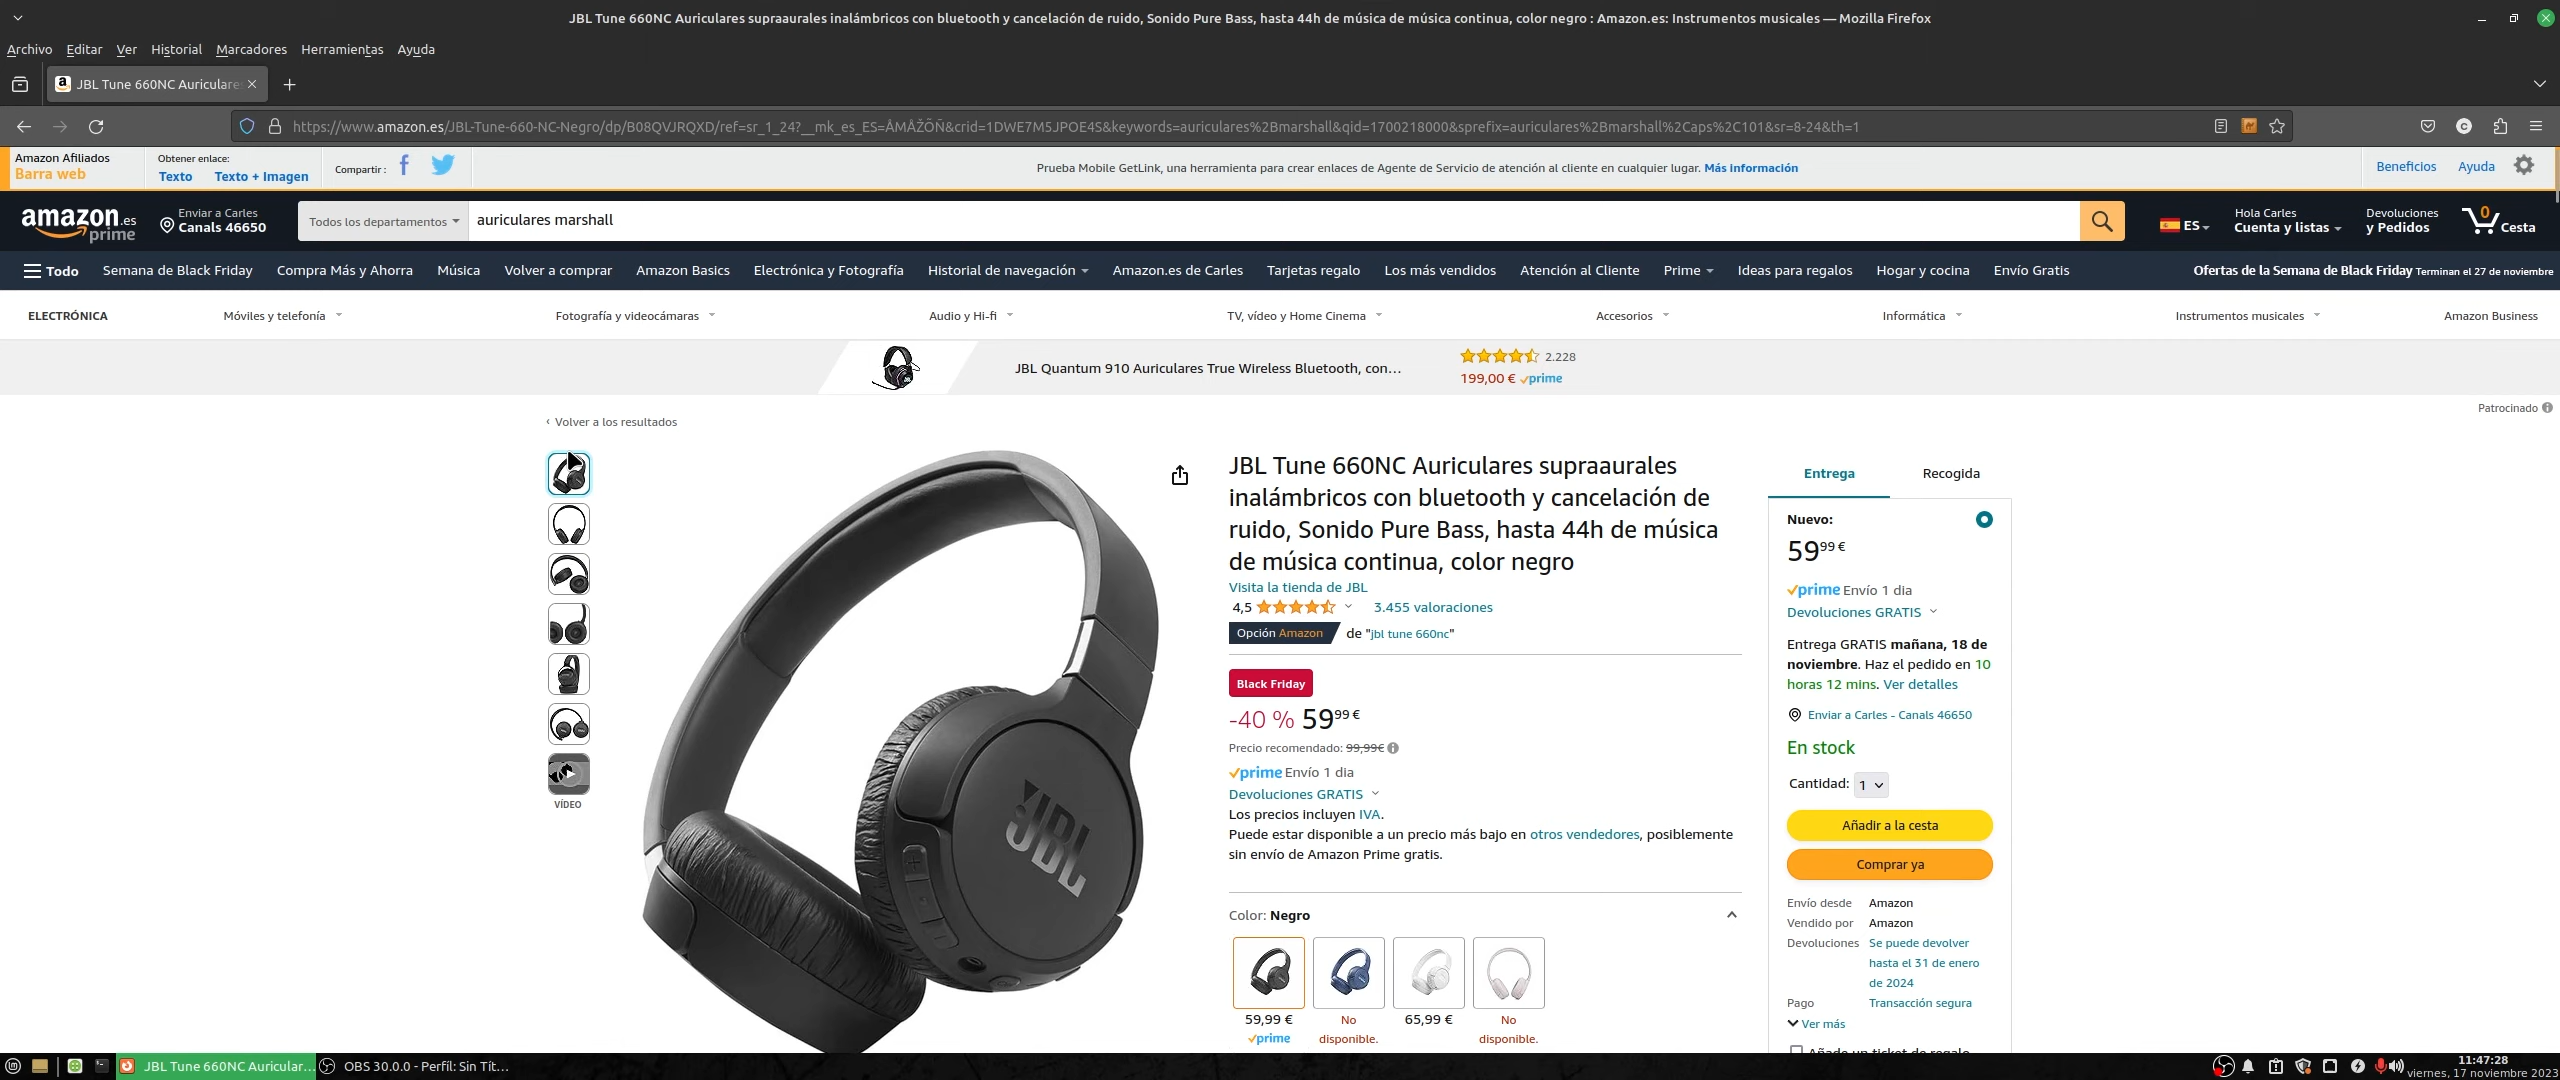 JBL Tune 660NC Auriculares supraaurales inalámbricos con bluetooth y cancelación de ruido, Sonido Pure Bass, hasta 44h de música de música continua, color negro : Amazon.es: Instrumentos musicales — Mozilla Firefox
Archivo Editar Ver Historial Marcadores Herramientas Ayuda
JBL Tune 660NC Auriculares
https://www.amazon.es/JBL-Tune-660-NC-Negro/dp/B08QVJRQXD/ref=sr_1_24?__mk_es_ES=ÅMÅŽÕÑ&crid=1DWE7M5JPOE4S&keywords=auriculares%2Bmarshall&qid=1700218000&sprefix=auriculares%2Bmarshall%2Caps%2C101&sr=8-24&th=1
Amazon Afiliados
Barra web
Obtener enlace:
Texto Texto + Imagen
Compartir :
Prueba Mobile GetLink, una herramienta para crear enlaces de Agente de Servicio de atención al cliente en cualquier lugar. Más información
Beneficios Ayuda
amazon.es
prime
Enviar a Carles
Canals 46650
Todos los departamentos
auriculares marshall
ES
Hola Carles
Cuenta y listas
Devoluciones
y Pedidos
0
Cesta
Todo Semana de Black Friday Compra Más y Ahorra Música Volver a comprar Amazon Basics Electrónica y Fotografía Historial de navegación Amazon.es de Carles Tarjetas regalo Los más vendidos Atención al Cliente Prime Ideas para regalos Hogar y cocina Envío Gratis Ofertas de la Semana de Black Friday Terminan el 27 de noviembre
ELECTRÓNICA Móviles y telefonía Fotografía y videocámaras Audio y Hi-fi TV, vídeo y Home Cinema Accesorios Informática Instrumentos musicales Amazon Business
JBL Quantum 910 Auriculares True Wireless Bluetooth, con...
2.228
199,00 € prime
Patrocinado
‹ Volver a los resultados
VÍDEO
JBL
JBL Tune 660NC Auriculares supraaurales
inalámbricos con bluetooth y cancelación de
ruido, Sonido Pure Bass, hasta 44h de música
de música continua, color negro
Visita la tienda de JBL
4,5 3.455 valoraciones
Opción Amazon de "jbl tune 660nc"
Black Friday
-40 % 59,99 €
Precio recomendado: 99,99€
prime Envío 1 dia
Devoluciones GRATIS
Los precios incluyen IVA.
Puede estar disponible a un precio más bajo en otros vendedores, posiblemente
sin envío de Amazon Prime gratis.
Color: Negro
59,99 €
prime
No
disponible.
65,99 €
No
disponible.
Entrega Recogida
Nuevo:
59,99 €
prime Envío 1 dia
Devoluciones GRATIS
Entrega GRATIS mañana, 18 de
noviembre. Haz el pedido en 10
horas 12 mins. Ver detalles
Enviar a Carles - Canals 46650
En stock
Cantidad: 1
Añadir a la cesta
Comprar ya
Envío desde Amazon
Vendido por Amazon
Devoluciones Se puede devolver
hasta el 31 de enero
de 2024
Pago Transacción segura
Ver más
Añade un ticket de regalo
JBL Tune 660NC Auricular...
OBS 30.0.0 - Perfil: Sin Tít...
11:47:28
viernes, 17 noviembre 2023